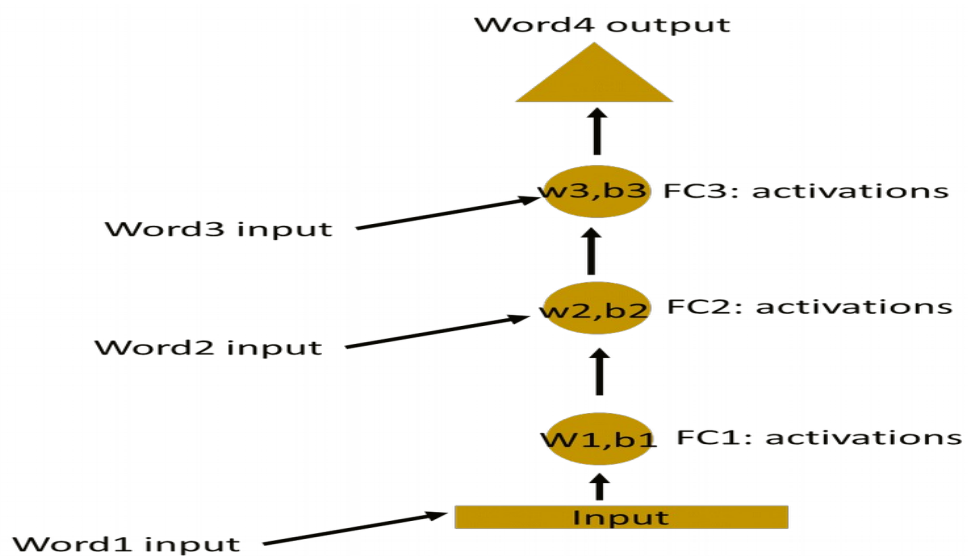 Word4 output
w3,b3
FC3: activations
Word3 input
w2,b2
FC2: activations
Word2 input
W1,b1
FC1: activations
Input
Word1 input